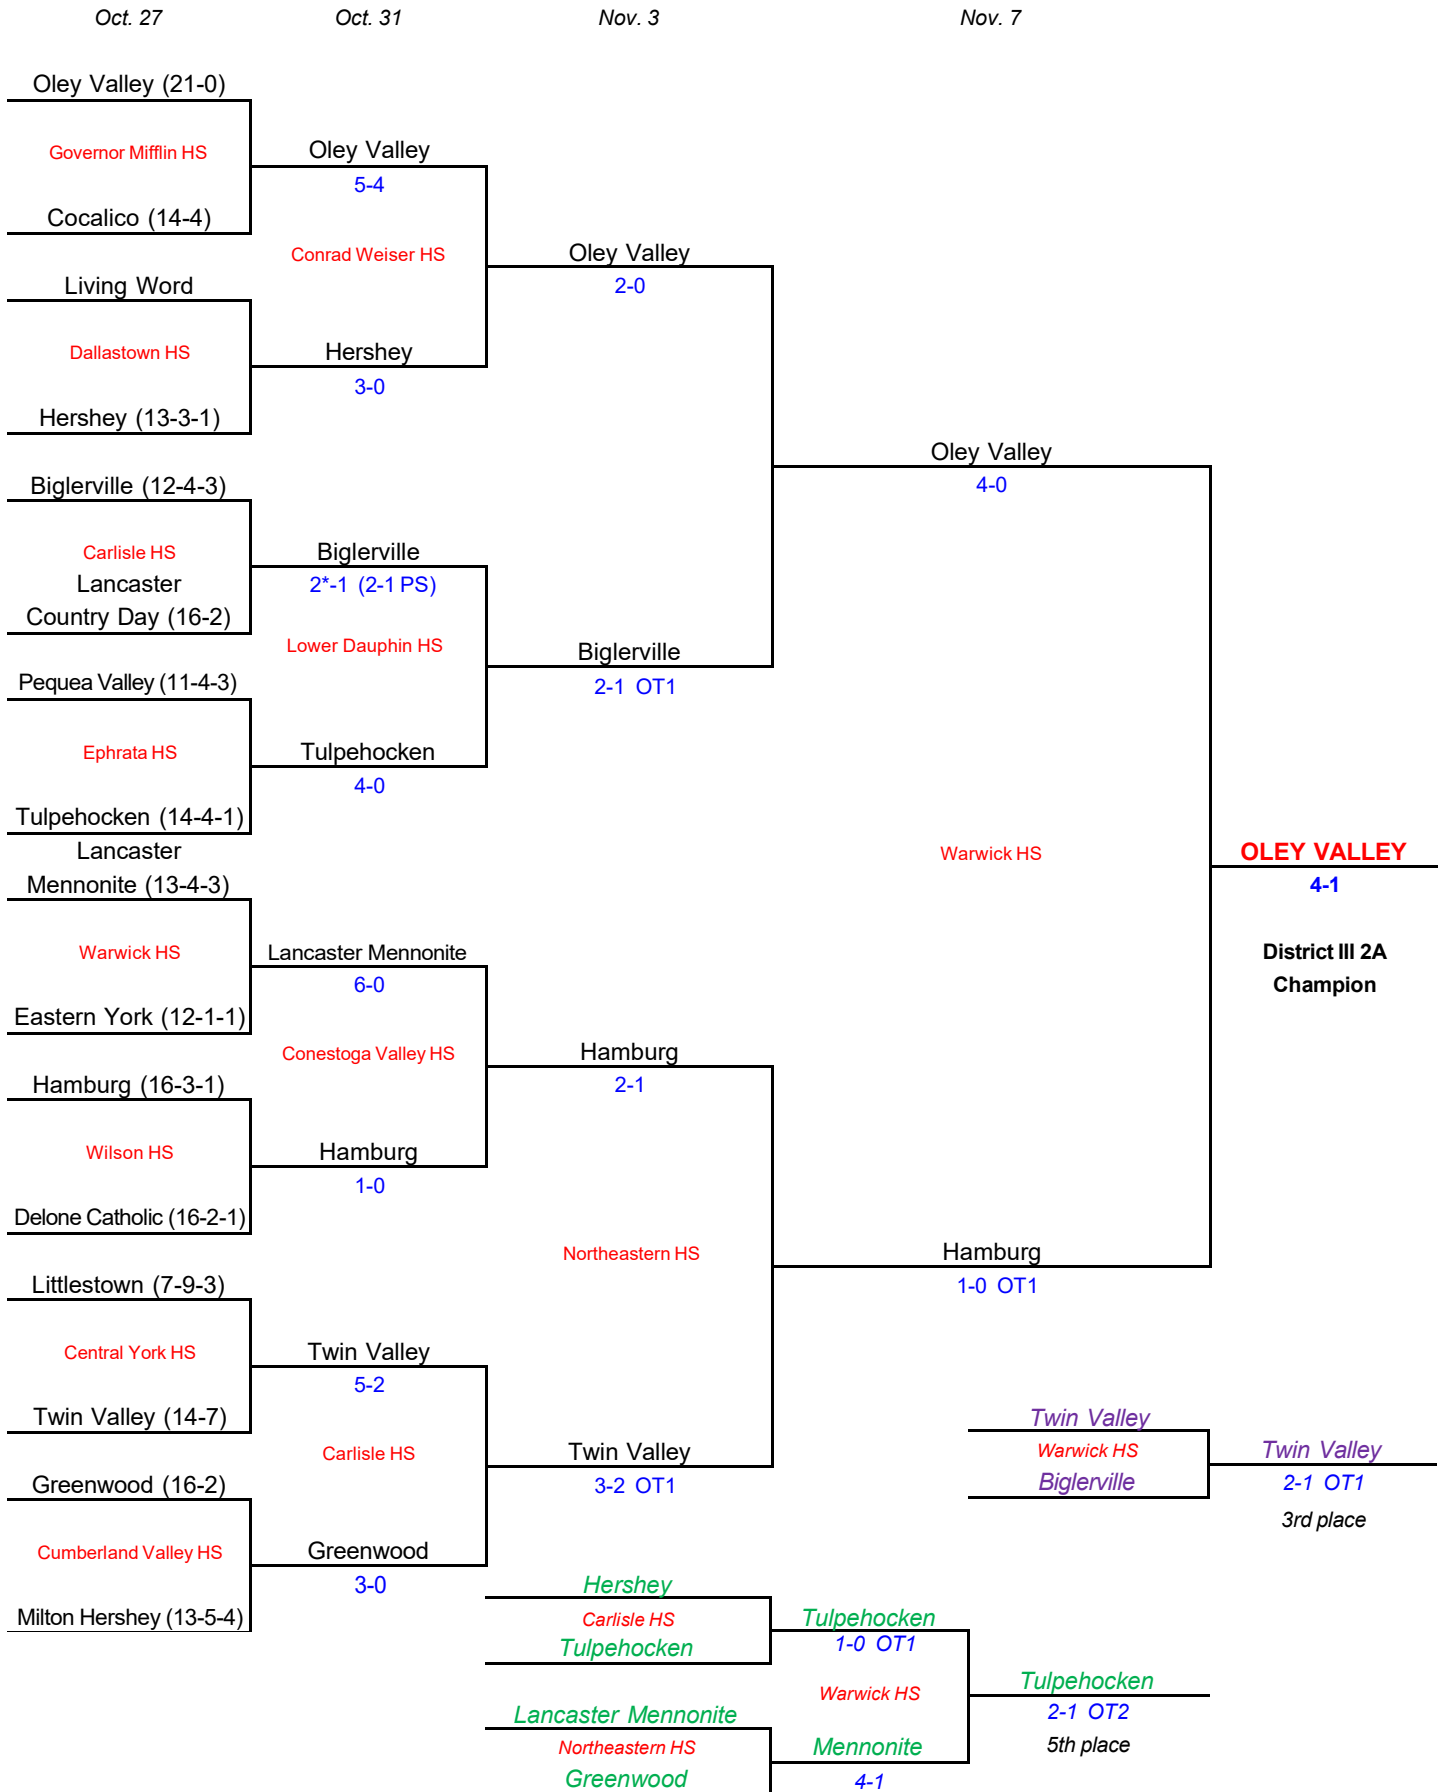 Oct. 27
Oct. 31
Nov. 3
Nov. 7
Oley Valley (21-0)
Governor Mifflin HS
Cocalico (14-4)
Living Word
Dallastown HS
Hershey (13-3-1)
Biglerville (12-4-3)
Carlisle HS
Lancaster
Country Day (16-2)
Pequea Valley (11-4-3)
Ephrata HS
Tulpehocken (14-4-1)
Lancaster
Mennonite (13-4-3)
Warwick HS
Eastern York (12-1-1)
Hamburg (16-3-1)
Wilson HS
Delone Catholic (16-2-1)
Littlestown (7-9-3)
Central York HS
Twin Valley (14-7)
Greenwood (16-2)
Cumberland Valley HS
Milton Hershey (13-5-4)
Oley Valley
5-4
Conrad Weiser HS
Hershey
3-0
Biglerville
2*-1 (2-1 PS)
Lower Dauphin HS
Tulpehocken
4-0
Lancaster Mennonite
6-0
Conestoga Valley HS
Hamburg
1-0
Twin Valley
5-2
Carlisle HS
Greenwood
3-0
Oley Valley
2-0
Biglerville
2-1 OT1
Hamburg
2-1
Northeastern HS
Twin Valley
3-2 OT1
Oley Valley
4-0
Warwick HS
Hamburg
1-0 OT1
OLEY VALLEY
4-1
District III 2A
Champion
Twin Valley
Warwick HS
Biglerville
Twin Valley
2-1 OT1
3rd place
Hershey
Carlisle HS
Tulpehocken
Lancaster Mennonite
Northeastern HS
Greenwood
Tulpehocken
1-0 OT1
Warwick HS
Mennonite
4-1
Tulpehocken
2-1 OT2
5th place